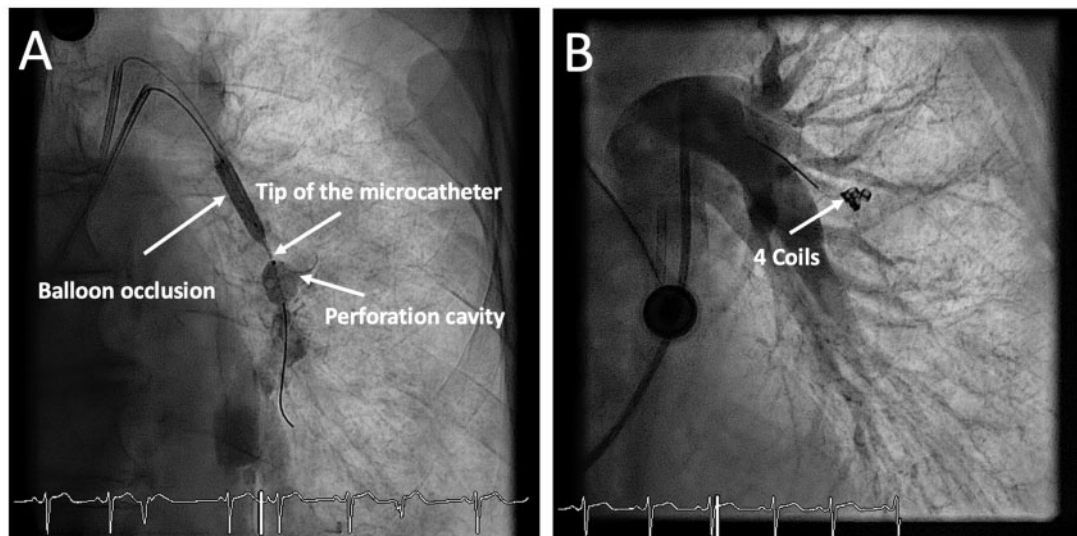 A
Tip of the microcatheter
Balloon occlusion
Perforation cavity
B
4 Coils